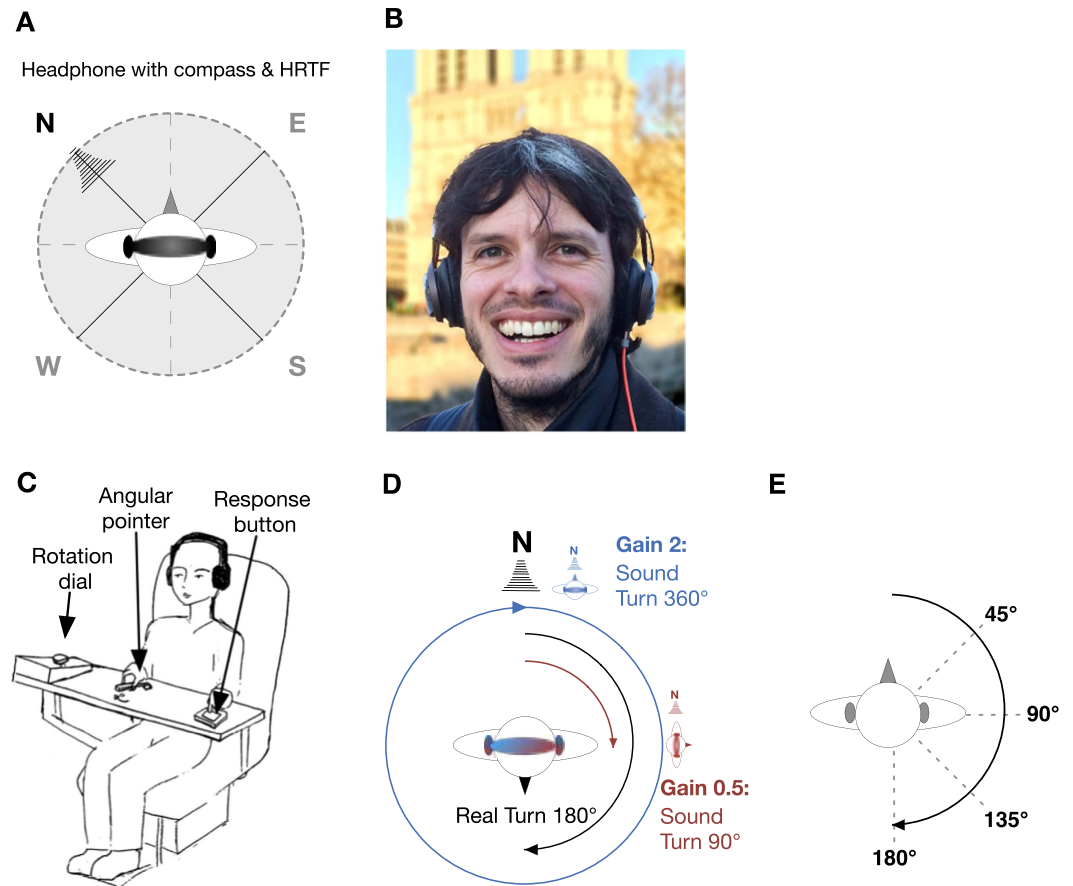 A
Headphone with compass & HRTF
N
E
W
S
B
C
Angular
pointer
Response
button
Rotation
dial
D
N
N
Gain 2:
Sound
Turn 360°
N
Gain 0.5:
Sound
Turn 90°
Real Turn 180°
E
45°
90°
135°
180°